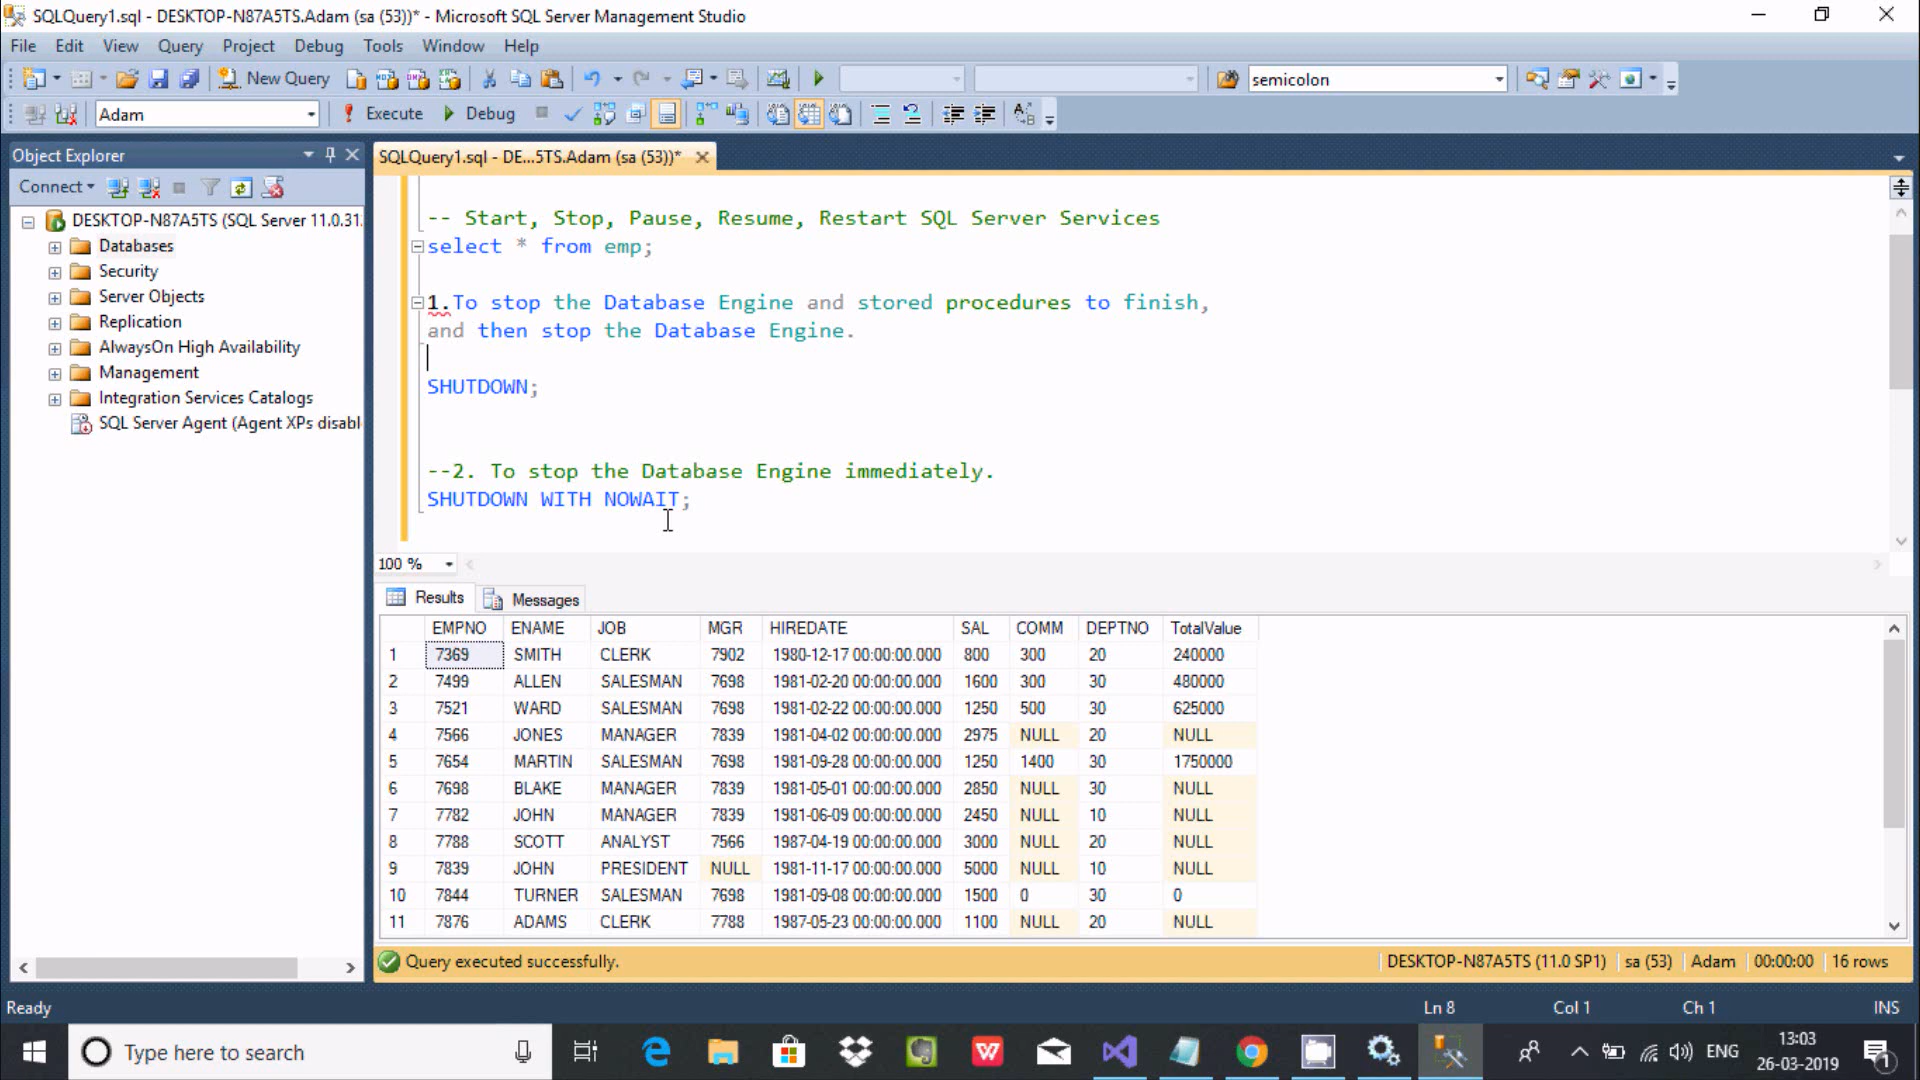 SQLQuery1.sql - DESKTOP-N87A5TS.Adam (sa (53))* - Microsoft SQL Server Management Studio
File Edit View Query Project Debug Tools Window Help
New Query semicolon
Adam Execute Debug
Object Explorer
Connect
DESKTOP-N87A5TS (SQL Server 11.0.31
Databases
Security
Server Objects
Replication
AlwaysOn High Availability
Management
Integration Services Catalogs
SQL Server Agent (Agent XPs disabl
SQLQuery1.sql - DE...5TS.Adam (sa (53))*
-- Start, Stop, Pause, Resume, Restart SQL Server Services
select * from emp;
1.To stop the Database Engine and stored procedures to finish,
and then stop the Database Engine.
SHUTDOWN;
--2. To stop the Database Engine immediately.
SHUTDOWN WITH NOWAIT;
100 %
Results Messages
EMPNO ENAME JOB MGR HIREDATE SAL COMM DEPTNO TotalValue
1 7369 SMITH CLERK 7902 1980-12-17 00:00:00.000 800 300 20 240000
2 7499 ALLEN SALESMAN 7698 1981-02-20 00:00:00.000 1600 300 30 480000
3 7521 WARD SALESMAN 7698 1981-02-22 00:00:00.000 1250 500 30 625000
4 7566 JONES MANAGER 7839 1981-04-02 00:00:00.000 2975 NULL 20 NULL
5 7654 MARTIN SALESMAN 7698 1981-09-28 00:00:00.000 1250 1400 30 1750000
6 7698 BLAKE MANAGER 7839 1981-05-01 00:00:00.000 2850 NULL 30 NULL
7 7782 JOHN MANAGER 7839 1981-06-09 00:00:00.000 2450 NULL 10 NULL
8 7788 SCOTT ANALYST 7566 1987-04-19 00:00:00.000 3000 NULL 20 NULL
9 7839 JOHN PRESIDENT NULL 1981-11-17 00:00:00.000 5000 NULL 10 NULL
10 7844 TURNER SALESMAN 7698 1981-09-08 00:00:00.000 1500 0 30 0
11 7876 ADAMS CLERK 7788 1987-05-23 00:00:00.000 1100 NULL 20 NULL
Query executed successfully. DESKTOP-N87A5TS (11.0 SP1) sa (53) Adam 00:00:00 16 rows
Ready Ln 8 Col 1 Ch 1 INS
Type here to search ENG 13:03
26-03-2019 1